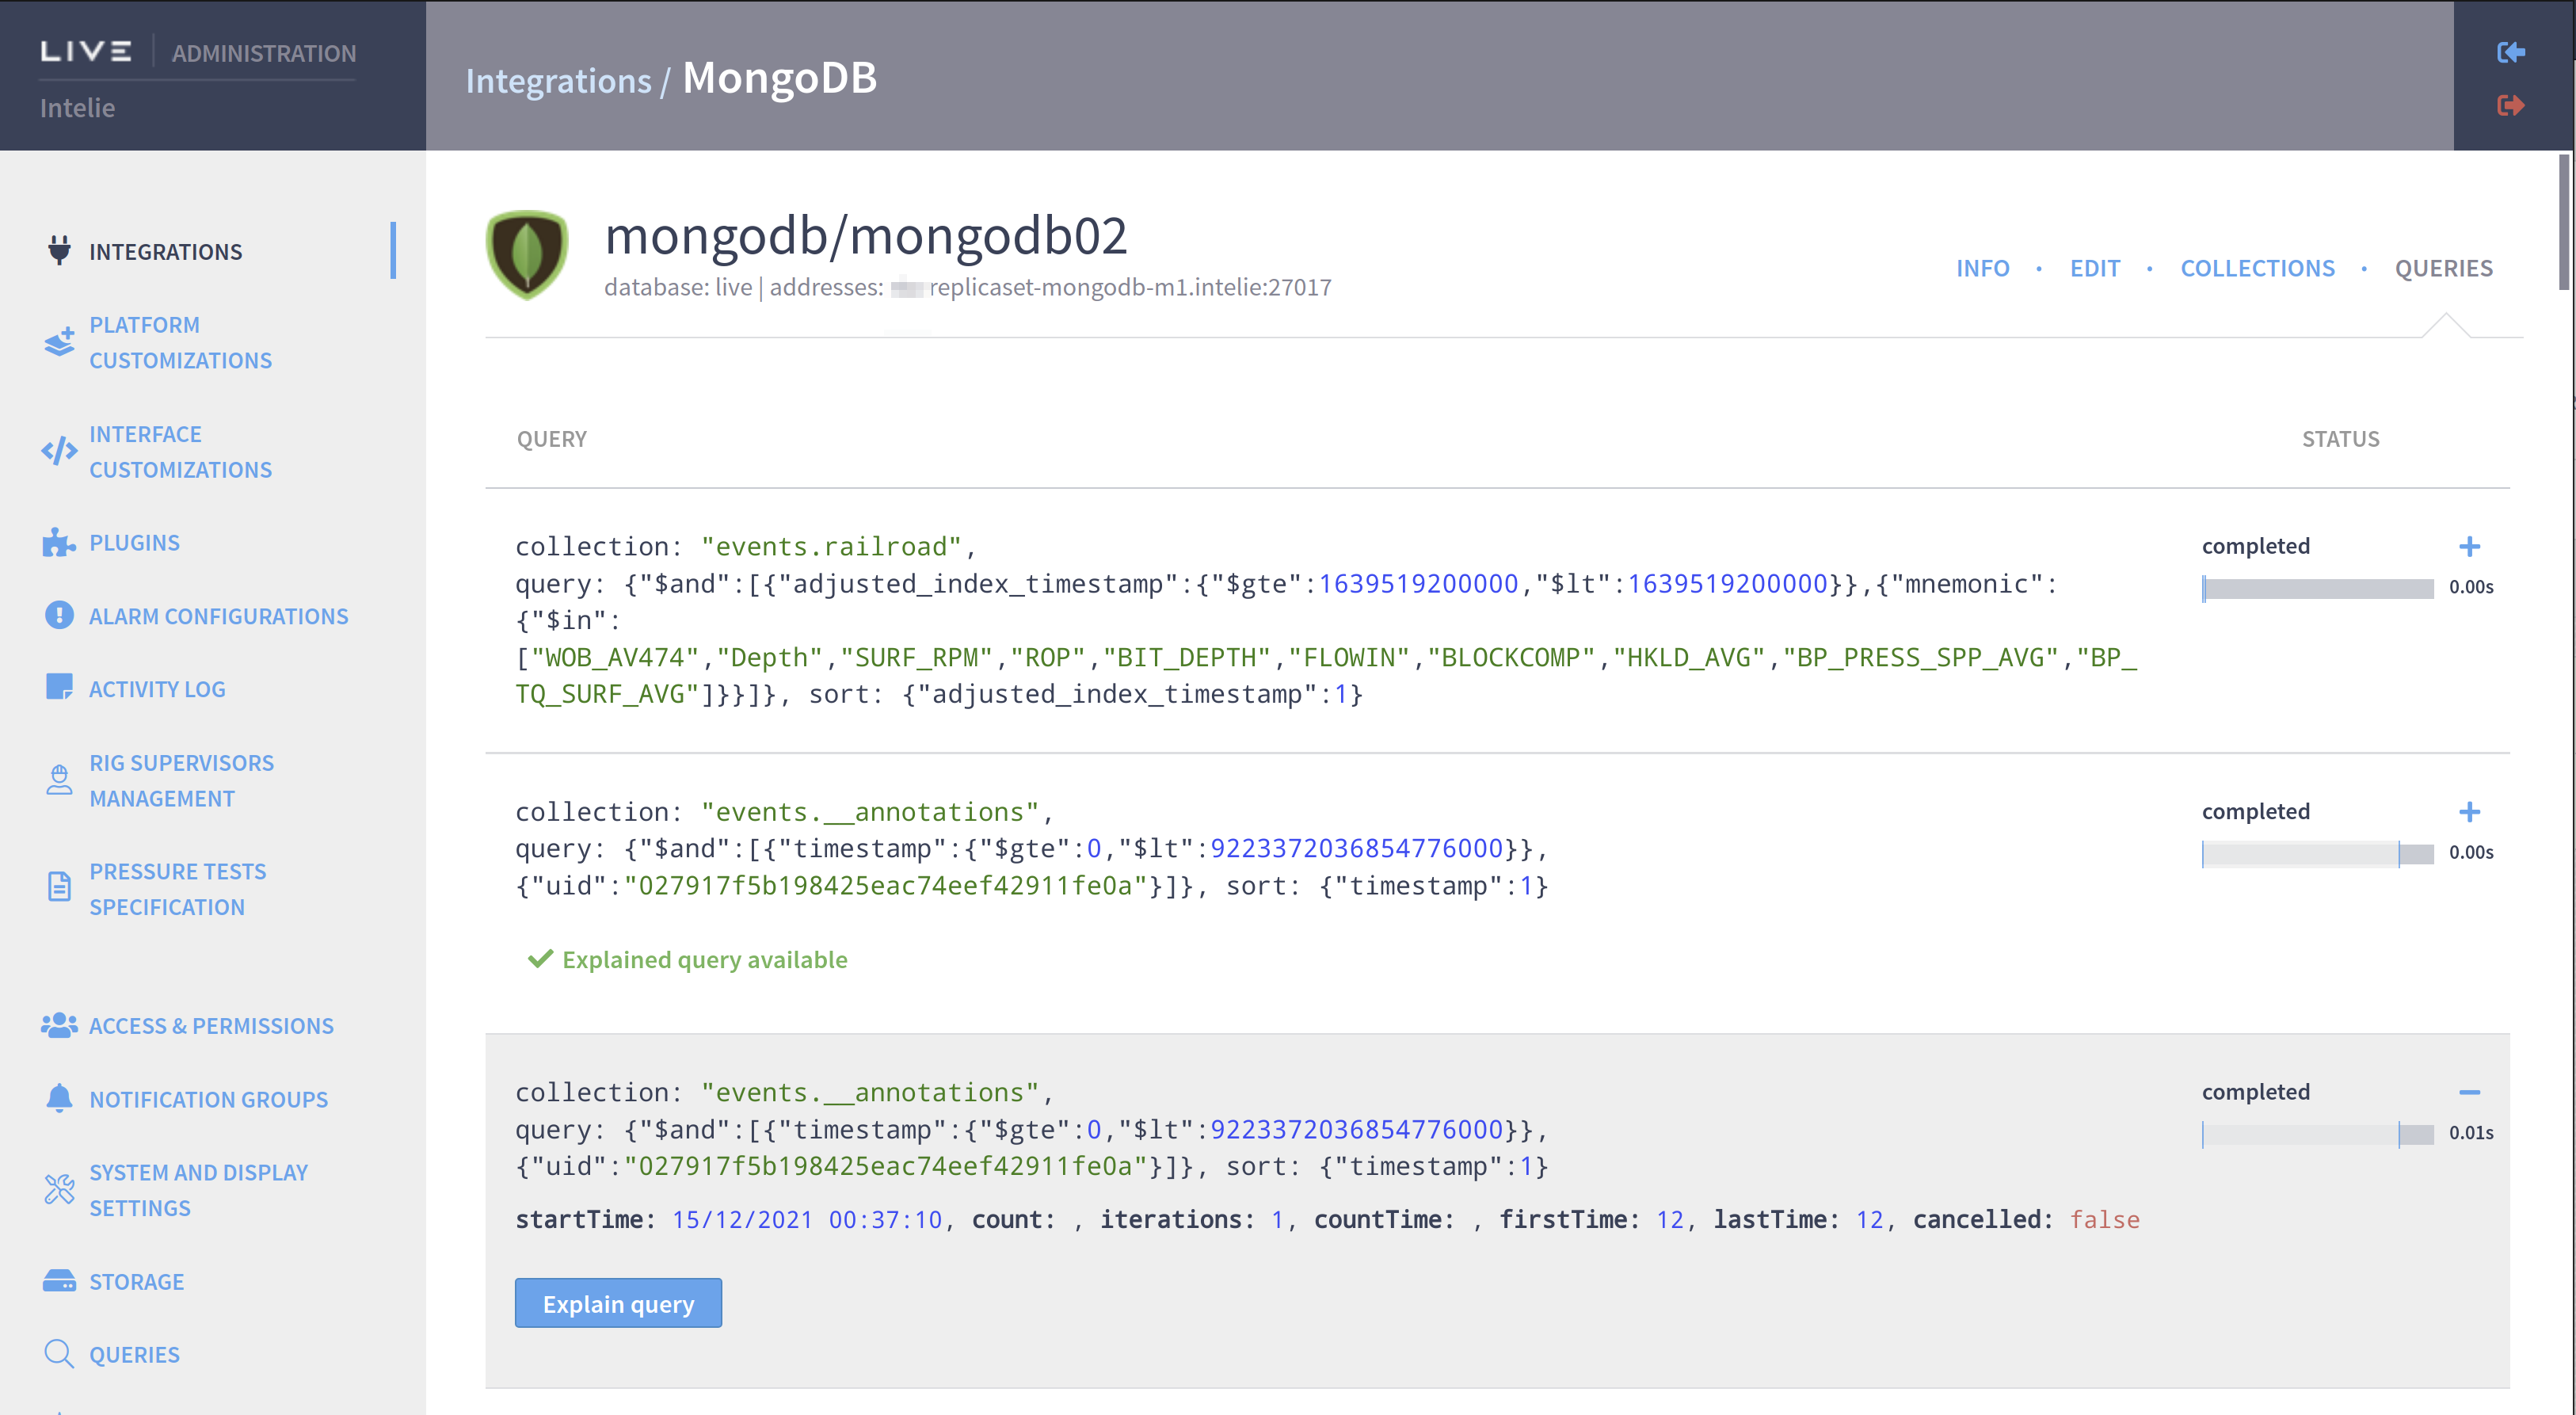 LIVE ADMINISTRATION
Intelie
Integrations / MongoDB
INTEGRATIONS
PLATFORM
CUSTOMIZATIONS
INTERFACE
CUSTOMIZATIONS
PLUGINS
ALARM CONFIGURATIONS
ACTIVITY LOG
RIG SUPERVISORS
MANAGEMENT
PRESSURE TESTS
SPECIFICATION
ACCESS & PERMISSIONS
NOTIFICATION GROUPS
SYSTEM AND DISPLAY
SETTINGS
STORAGE
QUERIES
mongodb/mongodb02
database: live | addresses: replicaset-mongodb-m1.intelie:27017
INFO • EDIT • COLLECTIONS • QUERIES
QUERY STATUS
collection: "events.railroad",
query: {"$and":[{"adjusted_index_timestamp":{"$gte":1639519200000,"$lt":1639519200000}},{"mnemonic":
{"$in":
["WOB_AV474","Depth","SURF_RPM","ROP","BIT_DEPTH","FLOWIN","BLOCKCOMP","HKLD_AVG","BP_PRESS_SPP_AVG","BP_
TQ_SURF_AVG"]}}]}, sort: {"adjusted_index_timestamp":1}
completed
0.00s
collection: "events.__annotations",
query: {"$and":[{"timestamp":{"$gte":0,"$lt":9223372036854776000}},
{"uid":"027917f5b198425eac74eef42911fe0a"}]}, sort: {"timestamp":1}
completed
0.00s
Explained query available
collection: "events.__annotations",
query: {"$and":[{"timestamp":{"$gte":0,"$lt":9223372036854776000}},
{"uid":"027917f5b198425eac74eef42911fe0a"}]}, sort: {"timestamp":1}
completed
0.01s
startTime: 15/12/2021 00:37:10, count: , iterations: 1, countTime: , firstTime: 12, lastTime: 12, cancelled: false
Explain query